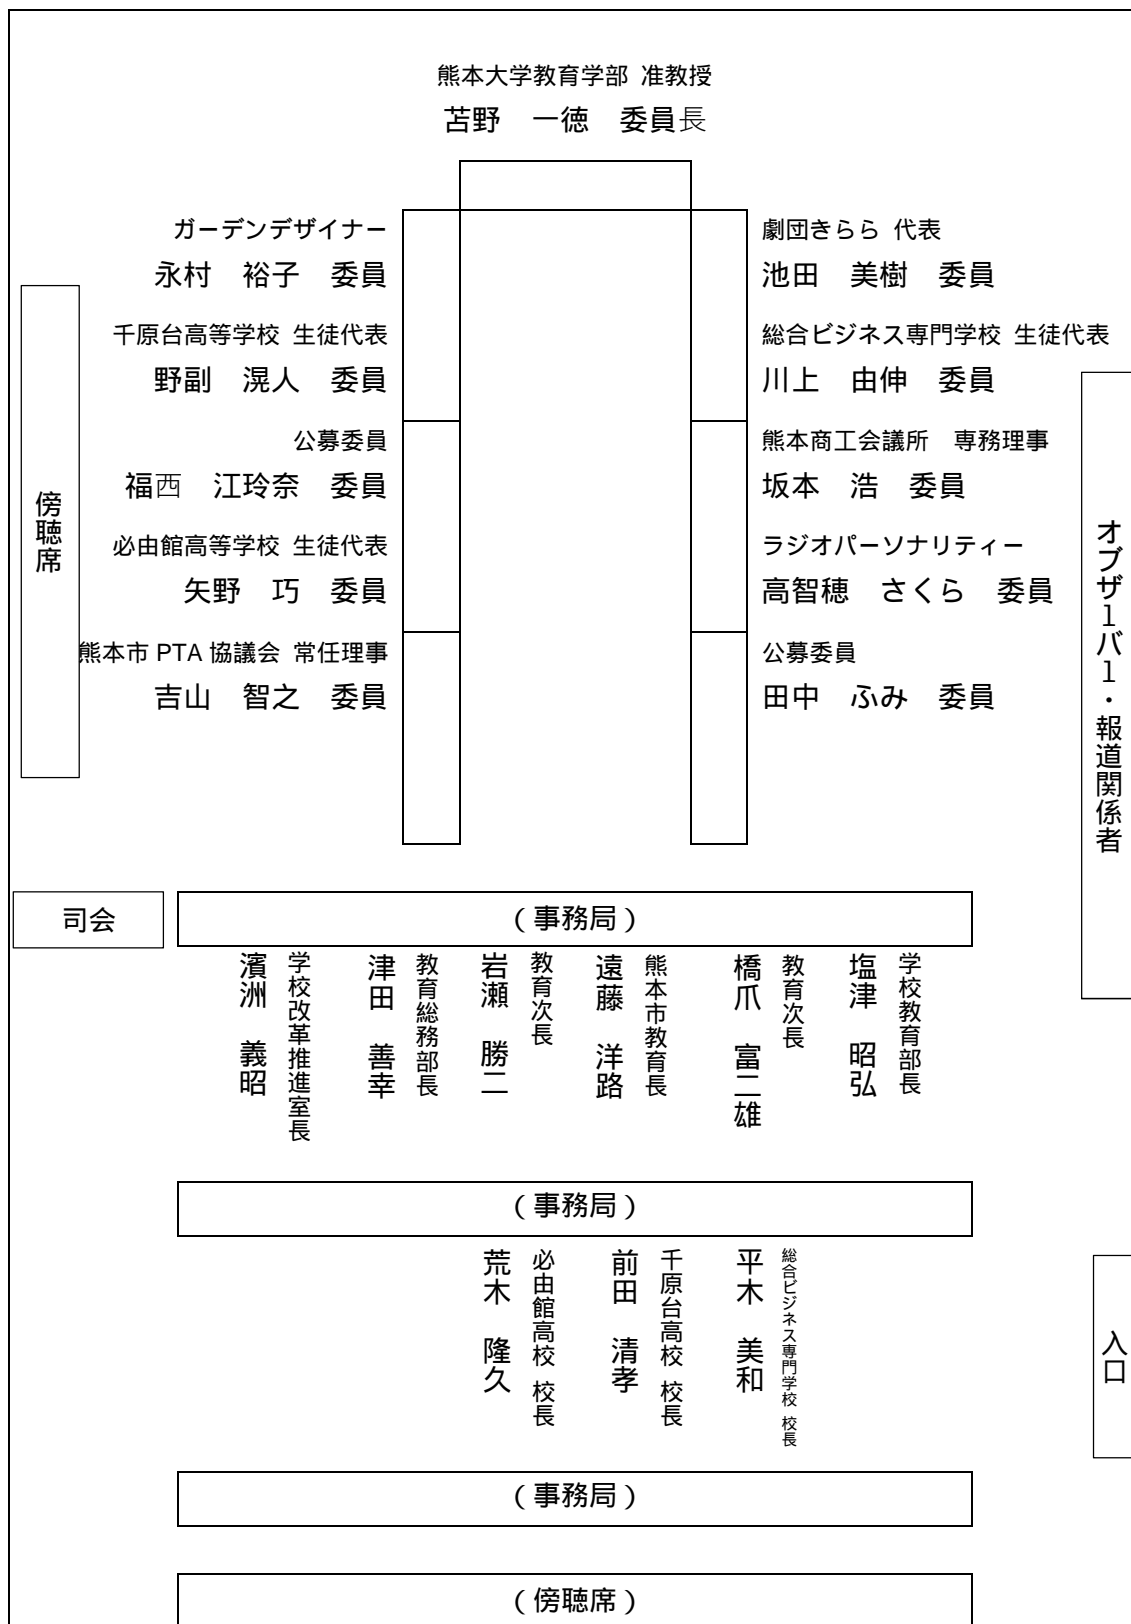 熊本大学教育学部 准教授
苫野　一徳　委員長
ガーデンデザイナー
永村　裕子　委員
千原台高等学校 生徒代表
野副　滉人　委員
公募委員
福西　江玲奈　委員
必由館高等学校 生徒代表
矢野　巧　委員
熊本市 PTA 協議会 常任理事
吉山　智之　委員
劇団きらら 代表
池田　美樹　委員
総合ビジネス専門学校 生徒代表
川上　由伸　委員
熊本商工会議所　専務理事
坂本　浩　委員
ラジオパーソナリティー
高智穂　さくら　委員
公募委員
田中　ふみ　委員
傍聴席
オブザーバー・報道関係者
司会
（事務局）
学校教育部長
塩津　昭弘
教育次長
橋爪　富二雄
熊本市教育長
遠藤　洋路
教育次長
岩瀬　勝二
教育総務部長
津田　善幸
学校改革推進室長
濱洲　義昭
（事務局）
総合ビジネス専門学校 校長
平木　美和
千原台高校 校長
前田　清孝
必由館高校 校長
荒木　隆久
入口
（事務局）
（傍聴席）